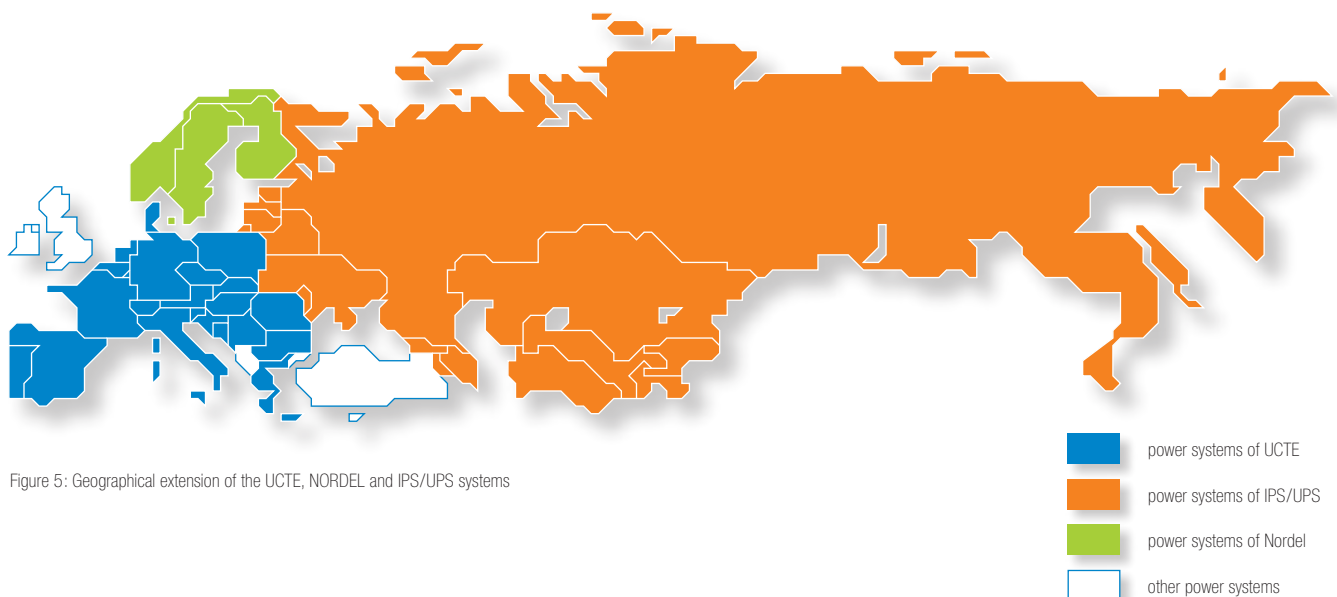 Figure 5: Geographical extension of the UCTE, NORDEL and IPS/UPS systems
power systems of UCTE
power systems of IPS/UPS
power systems of Nordel
other power systems